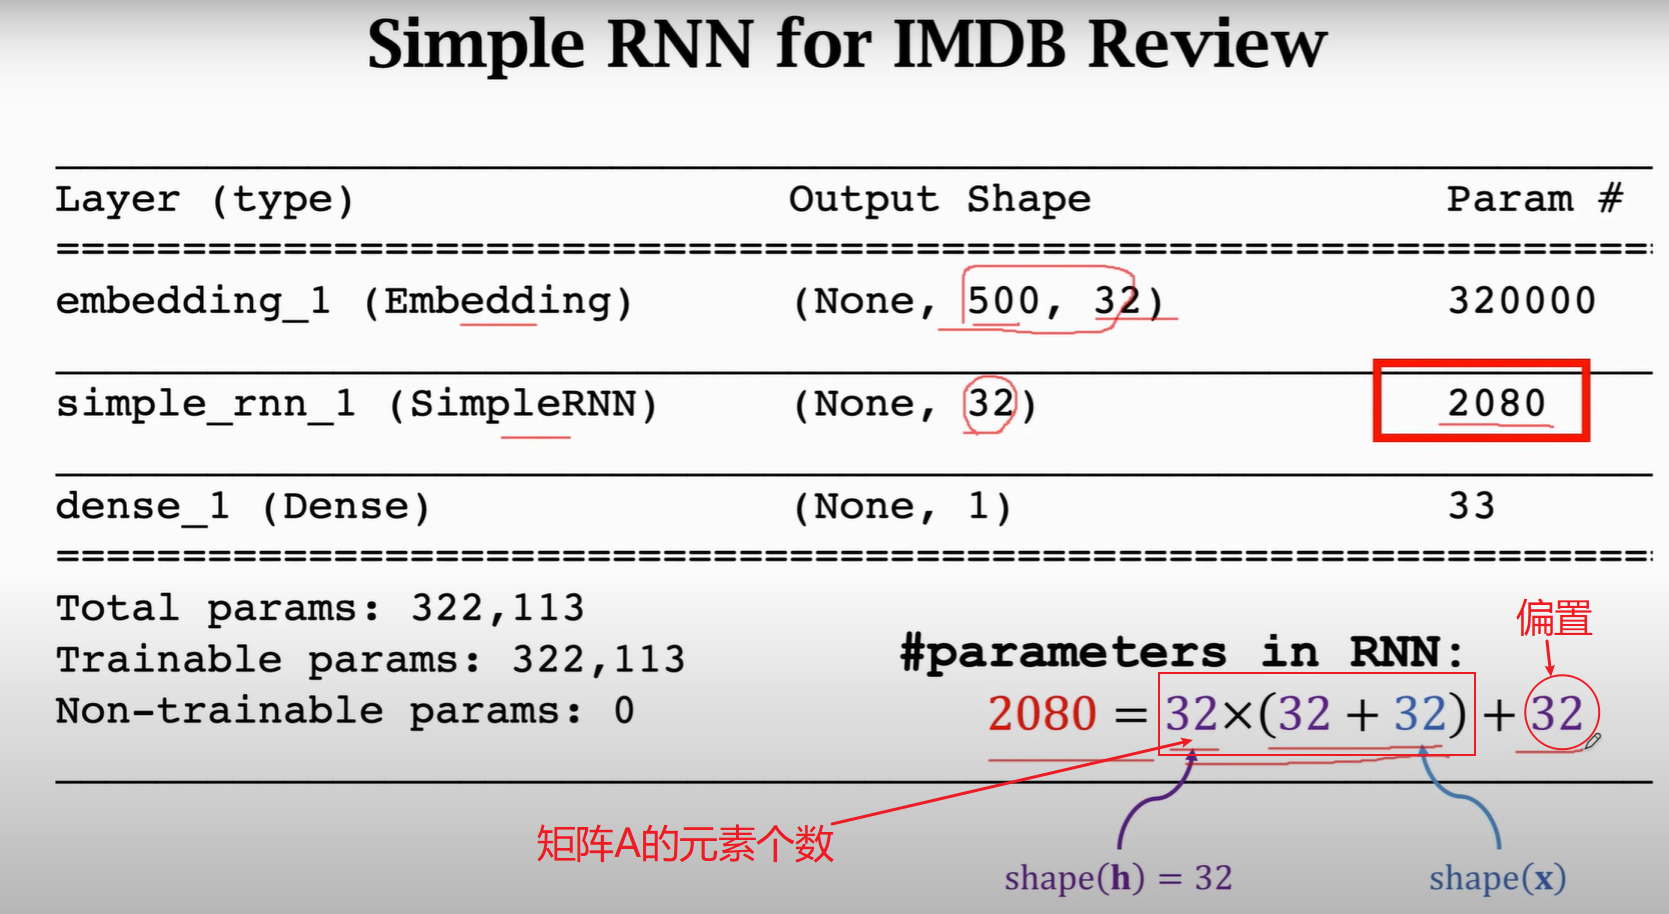 Simple RNN for IMDB Review
Layer (type) Output Shape Param #
embedding_1 (Embedding) (None, 500, 32) 320000
simple_rnn_1 (SimpleRNN) (None, 32) 2080
dense_1 (Dense) (None, 1) 33
Total params: 322,113
Trainable params: 322,113
Non-trainable params: 0
偏置
#parameters in RNN:
2080 = 32×(32 + 32) + 32
矩阵A的元素个数
shape(h) = 32
shape(x)